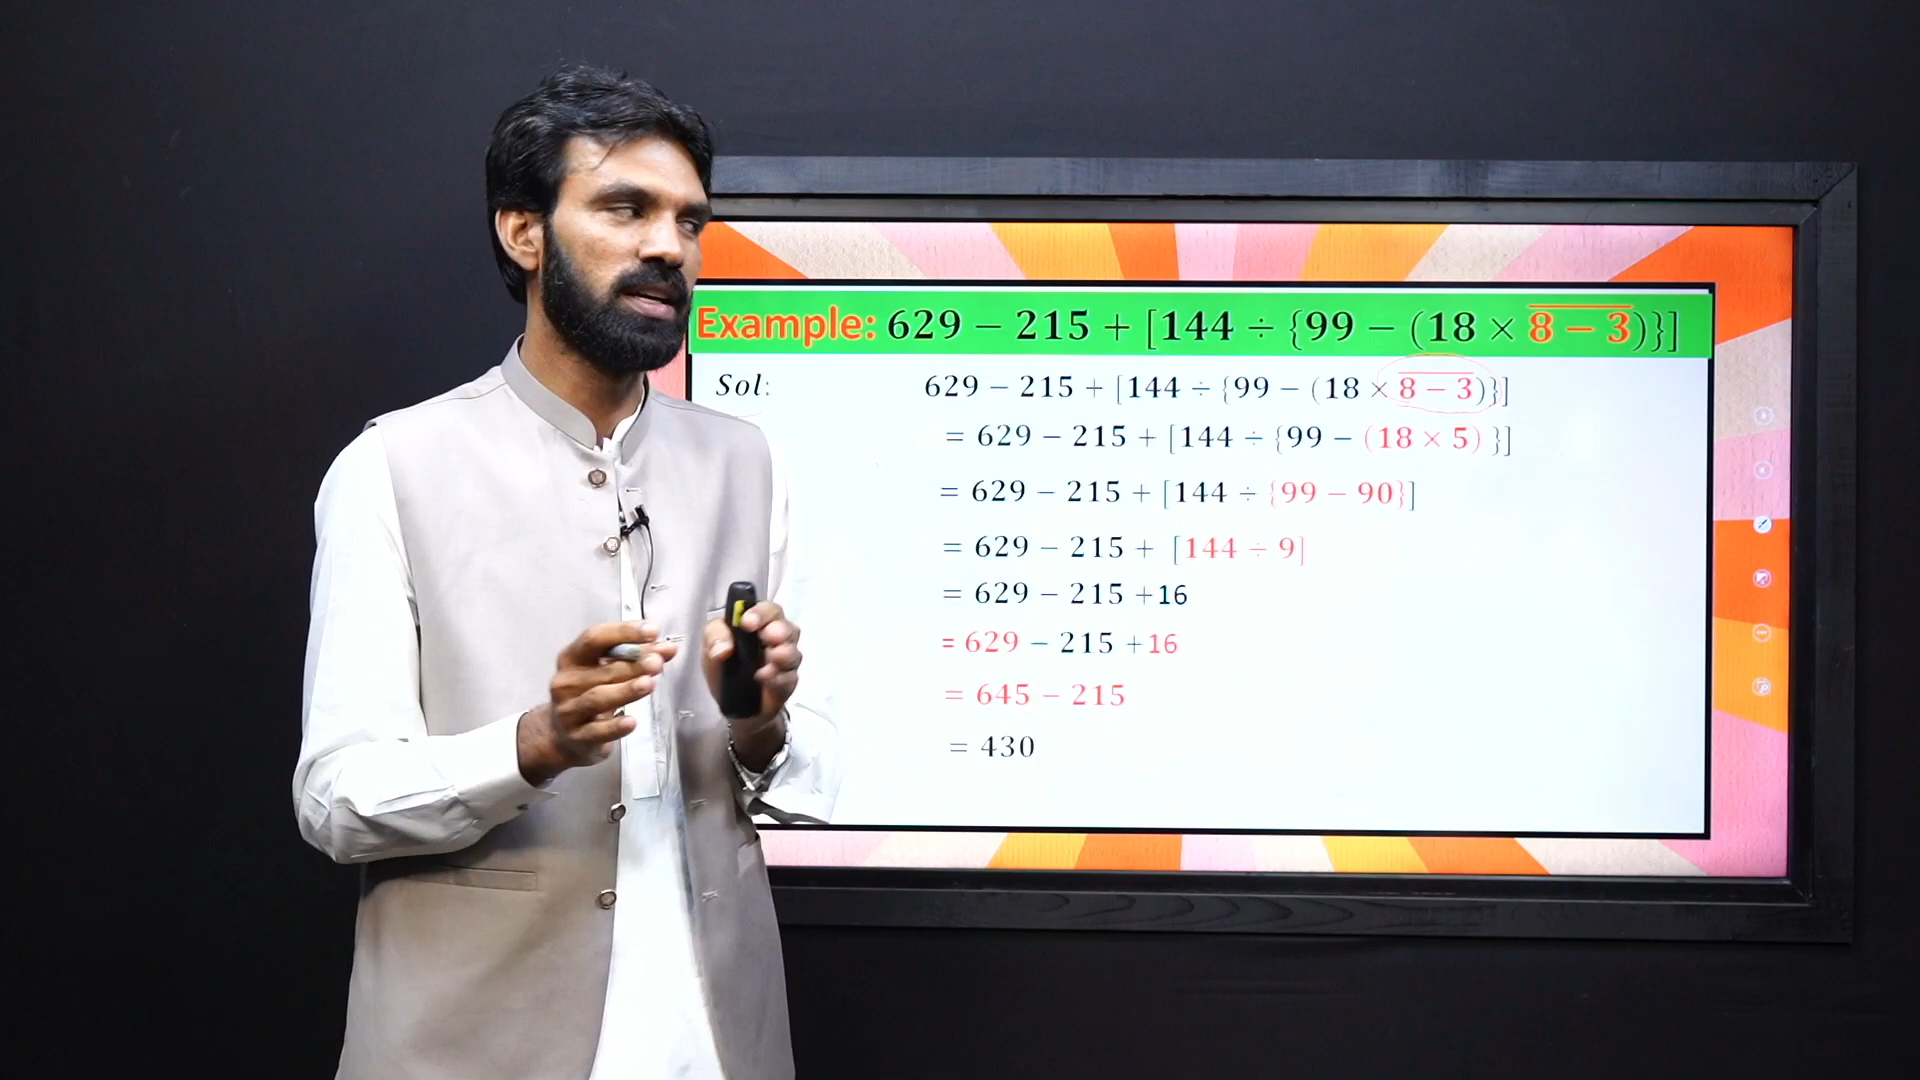 Example: 629 − 215 + [144 ÷ {99 − (18 × 8 − 3)}]
Sol: 629 − 215 + [144 ÷ {99 − (18 × 8 − 3)}]
= 629 − 215 + [144 ÷ {99 − (18 × 5) }]
= 629 − 215 + [144 ÷ {99 − 90}]
= 629 − 215 + [144 ÷ 9]
= 629 − 215 +16
= 629 − 215 +16
= 645 − 215
= 430